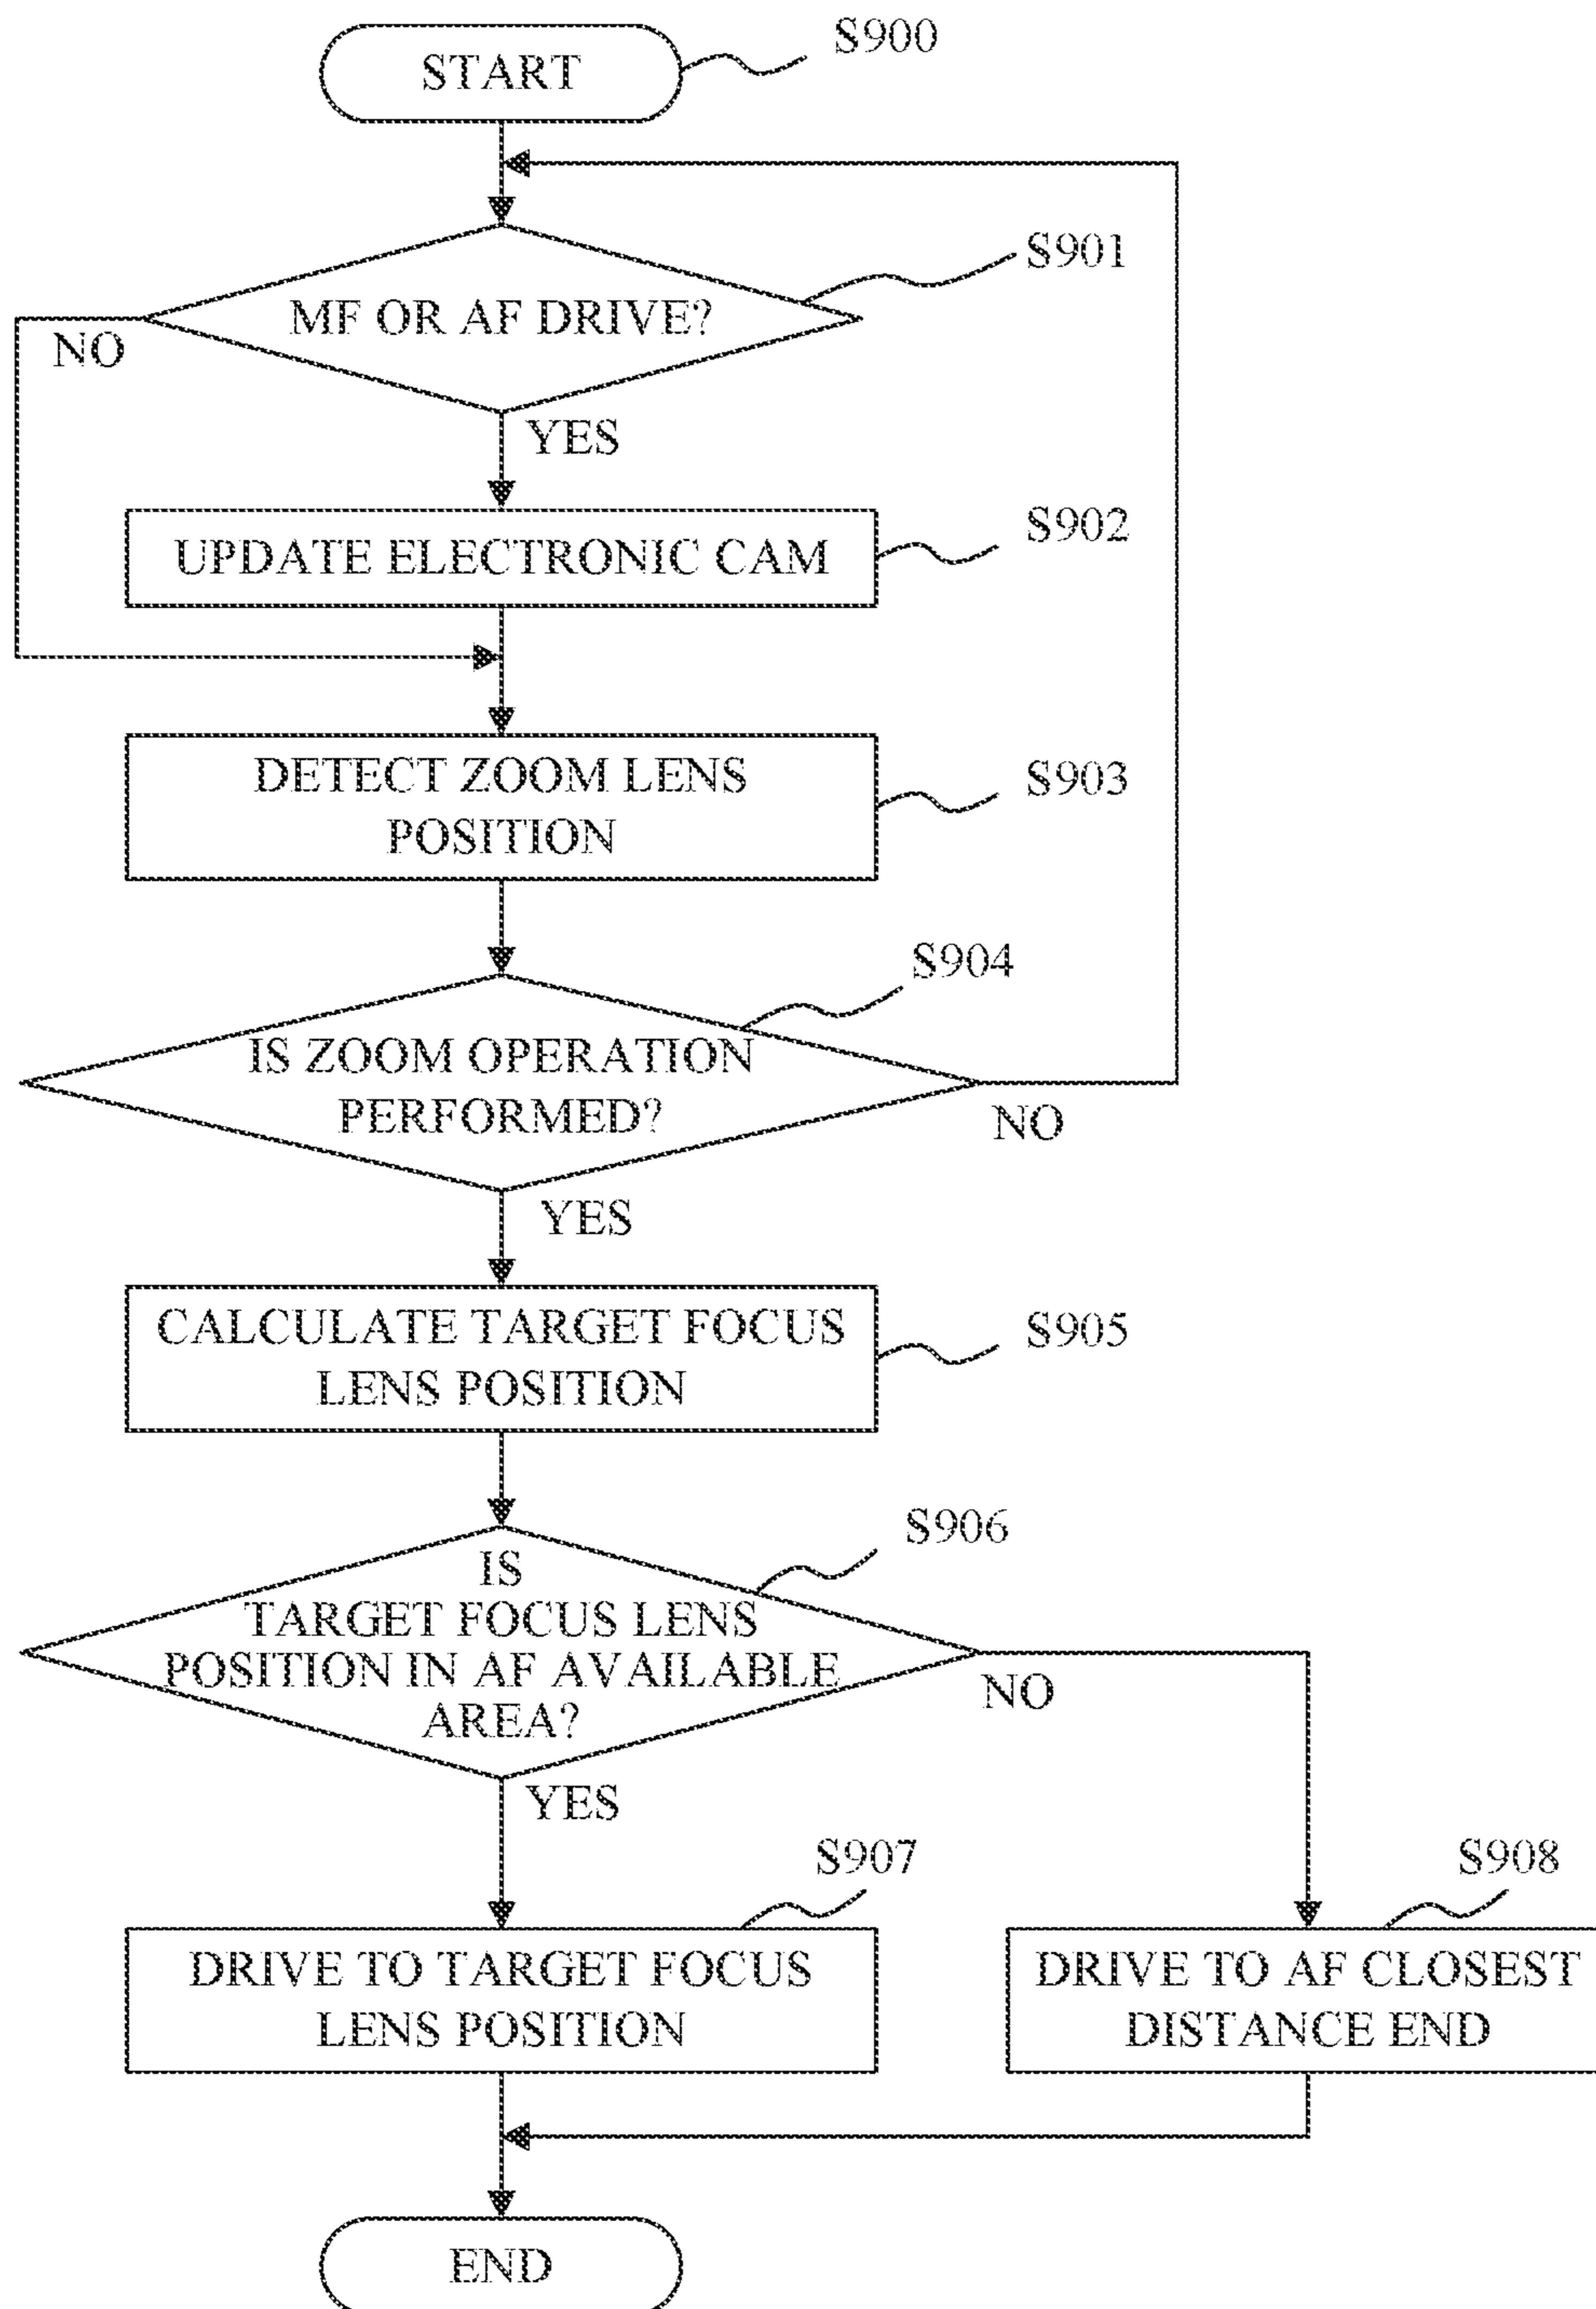 START
S900
MF OR AF DRIVE?
S901
NO
YES
UPDATE ELECTRONIC CAM
S902
DETECT ZOOM LENS
POSITION
S903
S904
IS ZOOM OPERATION
PERFORMED?
NO
YES
CALCULATE TARGET FOCUS
LENS POSITION
S905
S906
IS
TARGET FOCUS LENS
POSITION IN AF AVAILABLE
AREA?
NO
YES
S907
DRIVE TO TARGET FOCUS
LENS POSITION
S908
DRIVE TO AF CLOSEST
DISTANCE END
END